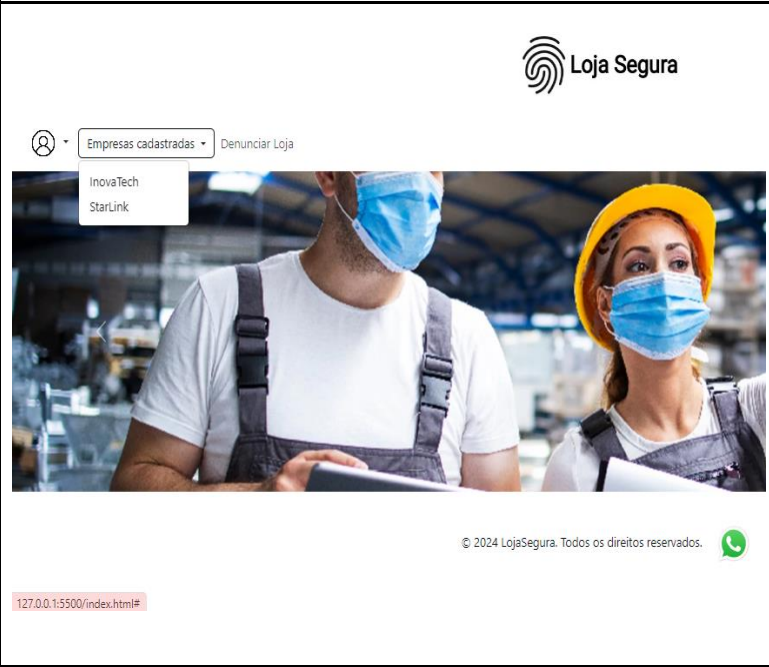 Loja Segura
Empresas cadastradas
Denunciar Loja
InovaTech
StarLink
© 2024 LojaSegura. Todos os direitos reservados.
127.0.0.1:5500/index.html#